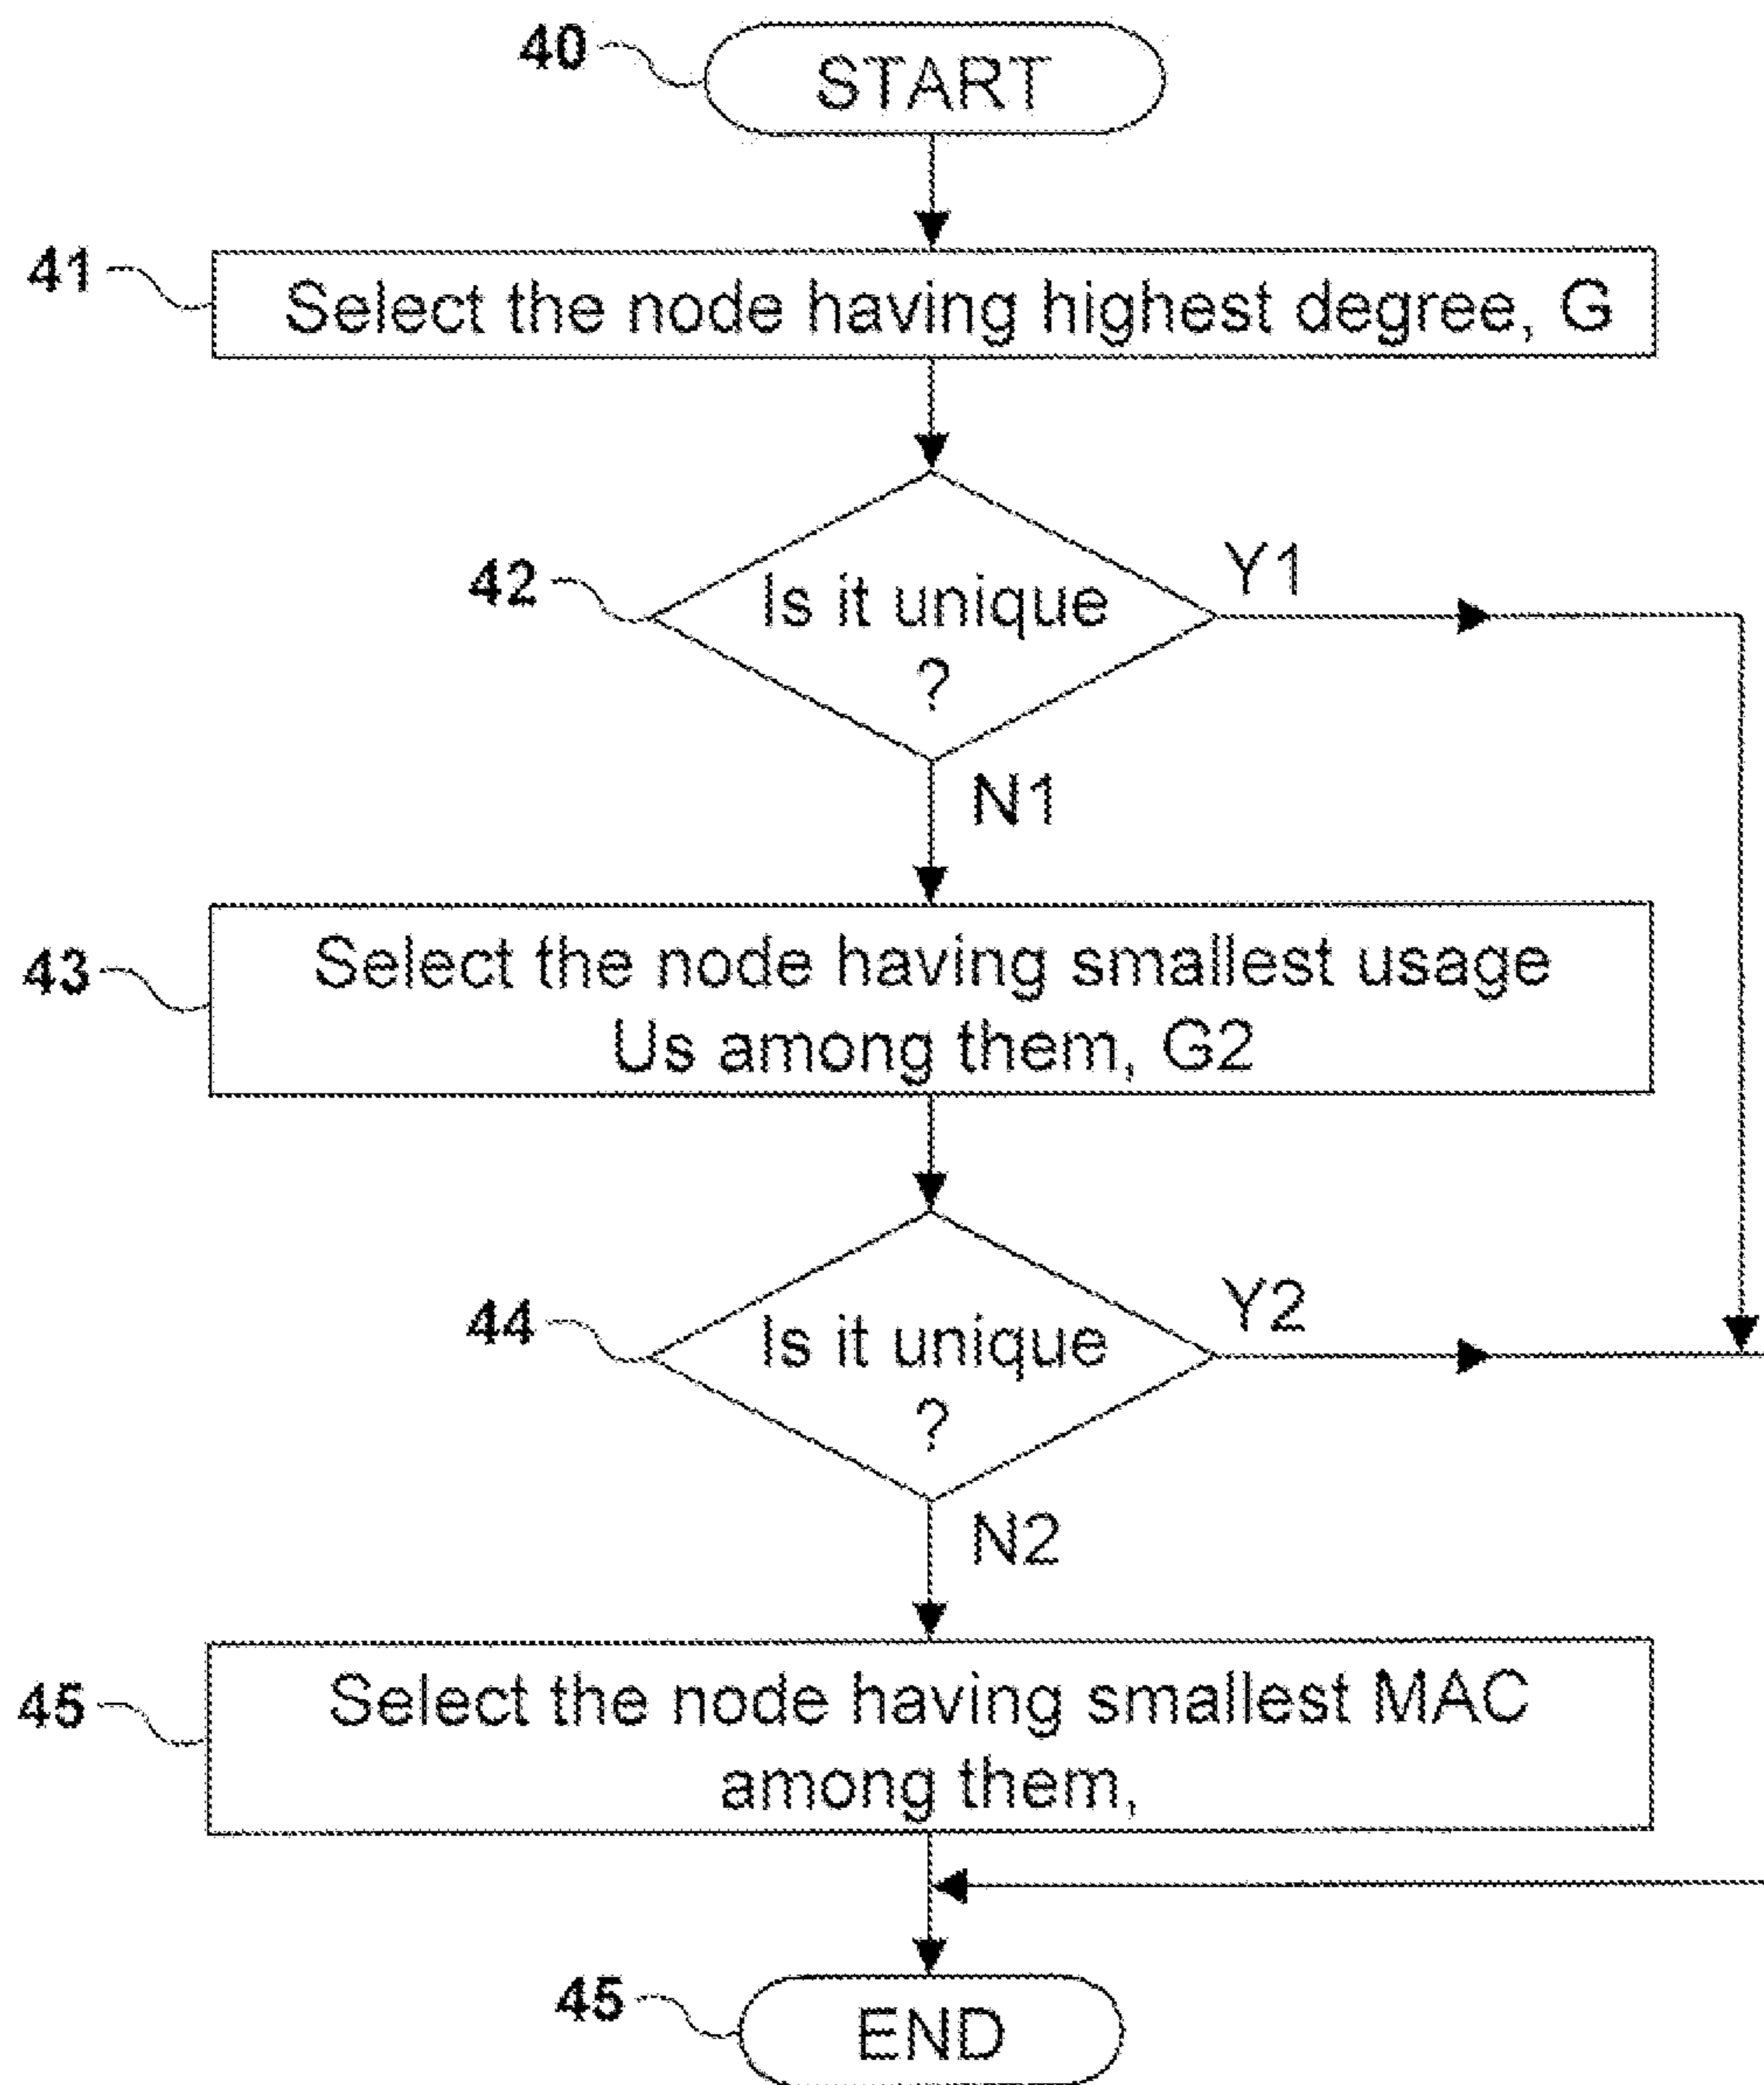 40
START
41
Select the node having highest degree, G
42
Is it unique
?
Y1
N1
43
Select the node having smallest usage
Us among them, G2
44
Is it unique
?
Y2
N2
45
Select the node having smallest MAC
among them,
45
END